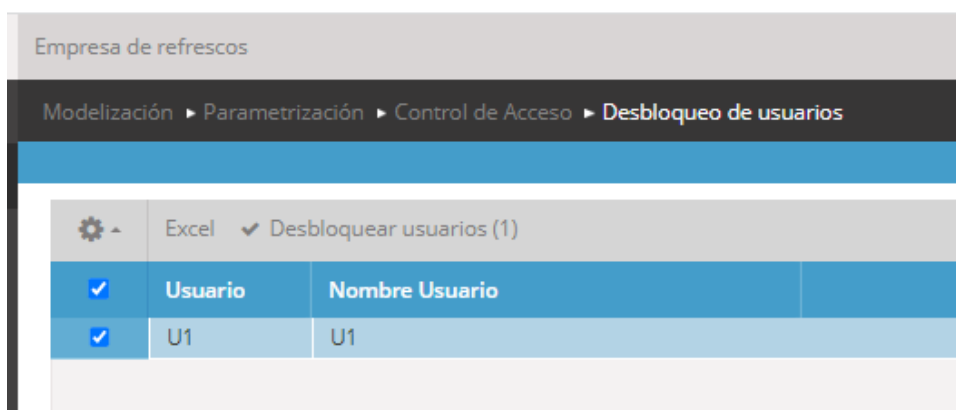 Empresa de refrescos
Modelización ▸ Parametrización ▸ Control de Acceso ▸ Desbloqueo de usuarios
Excel ✔ Desbloquear usuarios (1)
Usuario Nombre Usuario
U1 U1